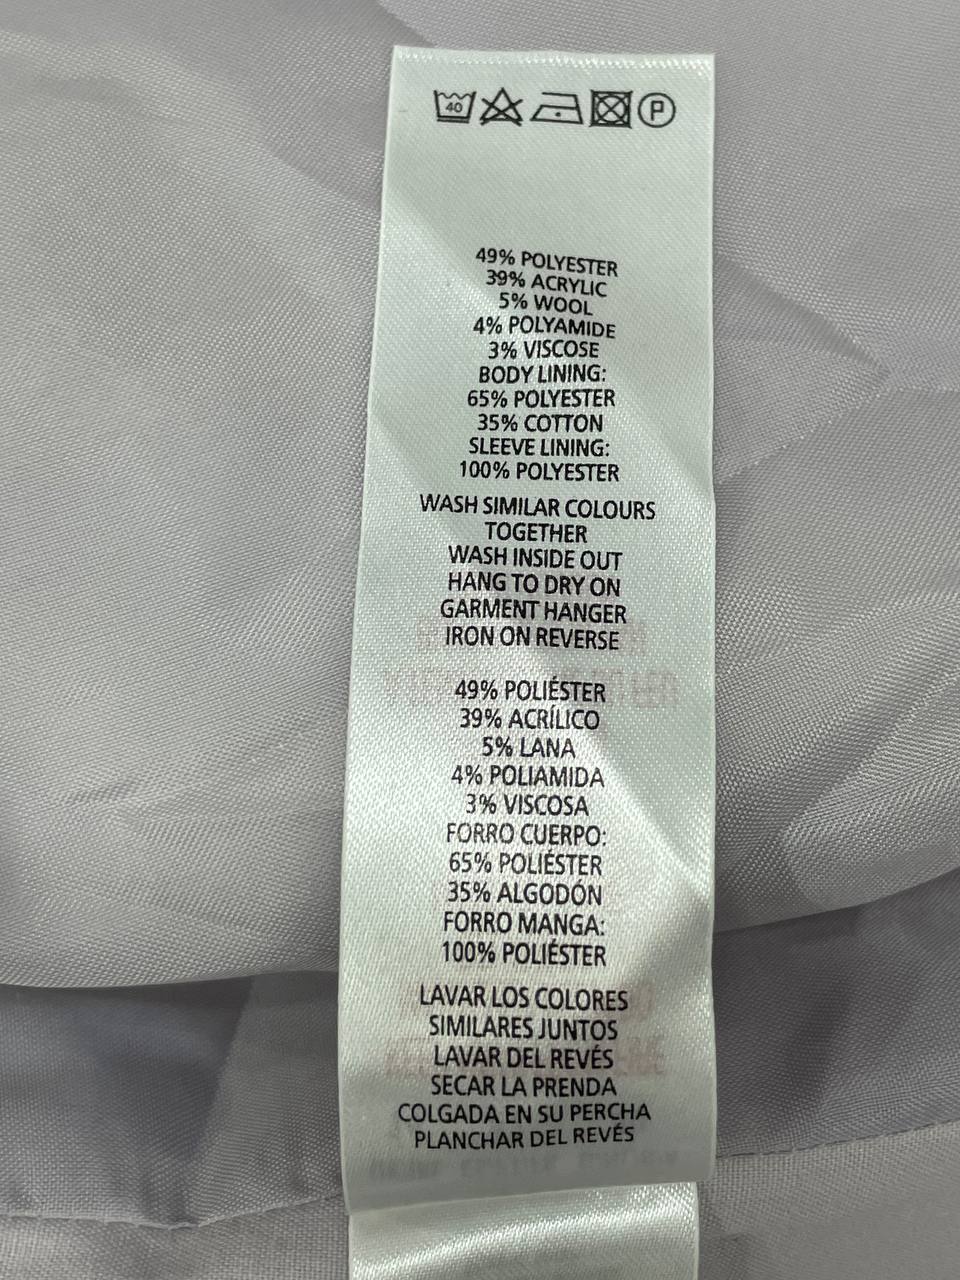 40 P
49% POLYESTER
39% ACRYLIC
5% WOOL
4% POLYAMIDE
3% VISCOSE
BODY LINING:
65% POLYESTER
35% COTTON
SLEEVE LINING:
100% POLYESTER
WASH SIMILAR COLOURS
TOGETHER
WASH INSIDE OUT
HANG TO DRY ON
GARMENT HANGER
IRON ON REVERSE
49% POLIÉSTER
39% ACRÍLICO
5% LANA
4% POLIAMIDA
3% VISCOSA
FORRO CUERPO:
65% POLIÉSTER
35% ALGODÓN
FORRO MANGA:
100% POLIÉSTER
LAVAR LOS COLORES
SIMILARES JUNTOS
LAVAR DEL REVÉS
SECAR LA PRENDA
COLGADA EN SU PERCHA
PLANCHAR DEL REVÉS